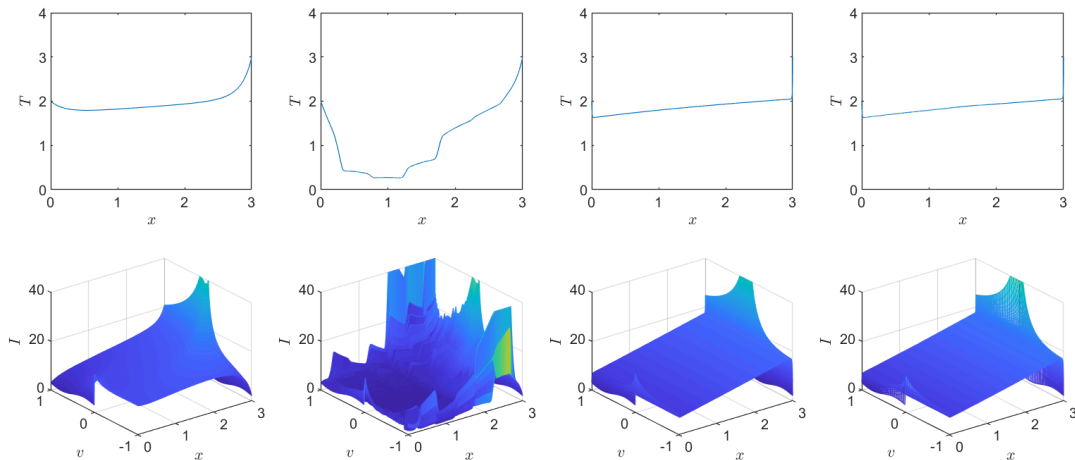 4 4 4 4
3 3 3 3
T 2 T 2 T 2 T 2
1 1 1 1
0 0 0 0
0 1 2 3 0 1 2 3 0 1 2 3 0 1 2 3
x x x x
40 40 40 40
I 20 I 20 I 20 I 20
0 0 0 0
1 1 1 1
0 3 0 3 0 3 0 3
2 2 2 2
v 1 v 1 v 1 v 1
-1 0 x -1 0 x -1 0 x -1 0 x